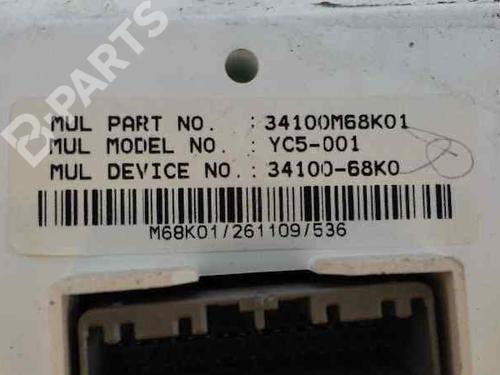 B-PARTS
MUL PART NO. : 34100M68K01
MUL MODEL NO. : YC5-001
MUL DEVICE NO. : 34100-68K0
M68K01/261109/536